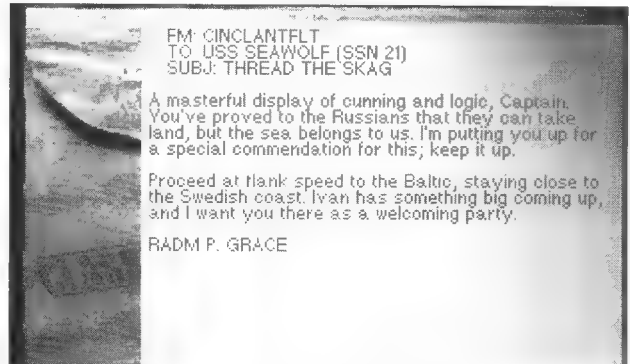 FM: CINCLANTFLT
TO: USS SEAWOLF (SSN 21)
SUBJ: THREAD THE SKAG
A masterful display of cunning and logic, Captain.
You've proved to the Russians that they can take
land, but the sea belongs to us. I'm putting you up for
a special commendation for this; keep it up.
Proceed at flank speed to the Baltic, staying close to
the Swedish coast. Ivan has something big coming up,
and I want you there as a welcoming party.
RADM P. GRACE